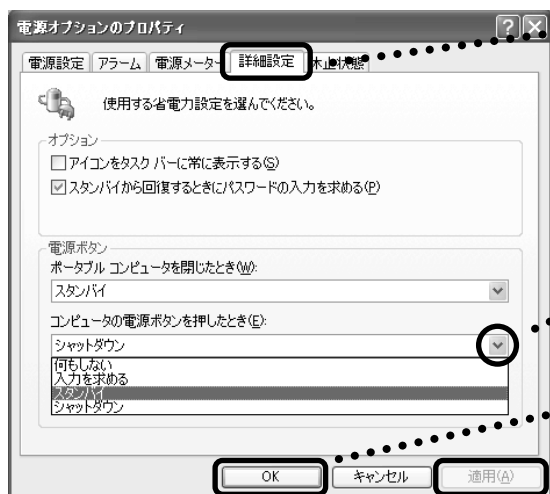 電源オプションのプロパティ
電源設定 アラーム 電源メーター 詳細設定 休止状態
使用する省電力設定を選んでください。
オプション
アイコンをタスク バーに常に表示する(S)
スタンバイから回復するときにパスワードの入力を求める(P)
電源ボタン
ポータブル コンピュータを閉じたとき(W):
スタンバイ
コンピュータの電源ボタンを押したとき(E):
シャットダウン
何もしない
入力を求める
スタンバイ
シャットダウン
OK キャンセル 適用(A)